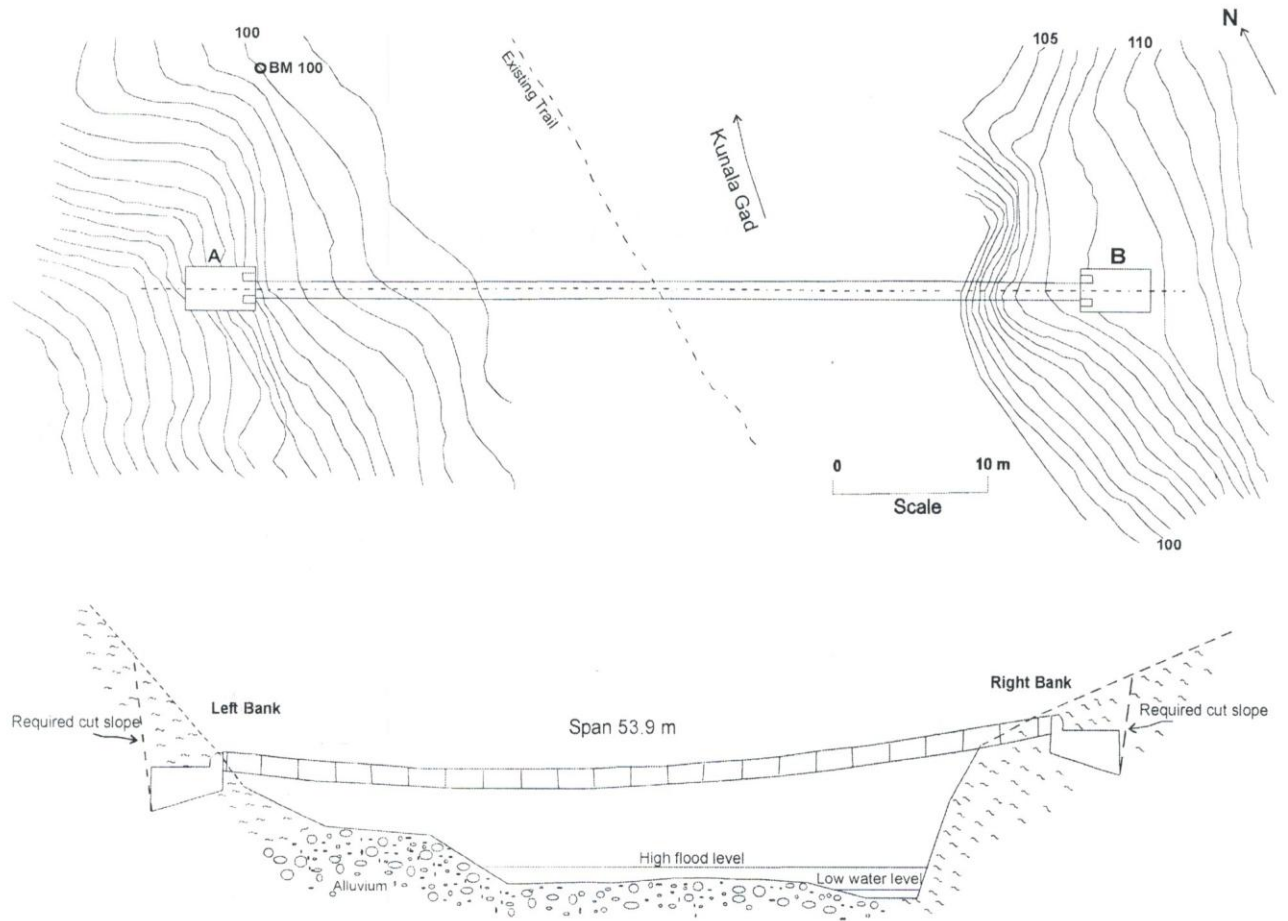 N
100
BM 100
105
110
Existing Trail
Kunala Gad
A
B
0 10 m
Scale
100
Left Bank
Right Bank
Required cut slope
Span 53.9 m
Required cut slope
High flood level
Low water level
Alluvium